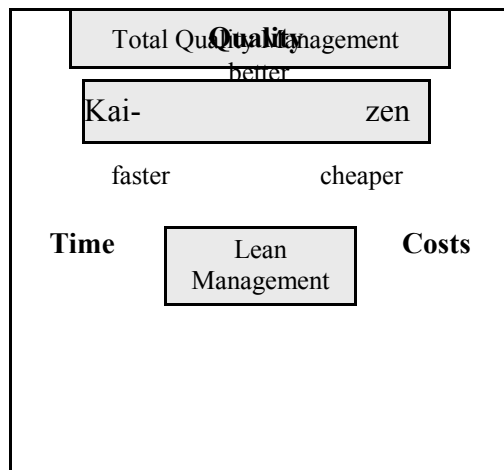 Total Quality Management
Quality
better
Kai- zen
faster cheaper
Time Costs
Lean
Management